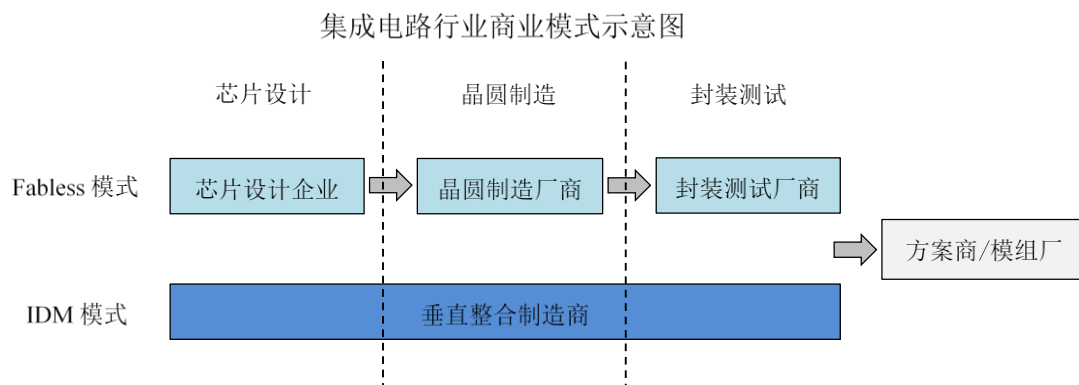 集成电路行业商业模式示意图
芯片设计
晶圆制造
封装测试
Fabless 模式
芯片设计企业
晶圆制造厂商
封装测试厂商
方案商/模组厂
IDM 模式
垂直整合制造商